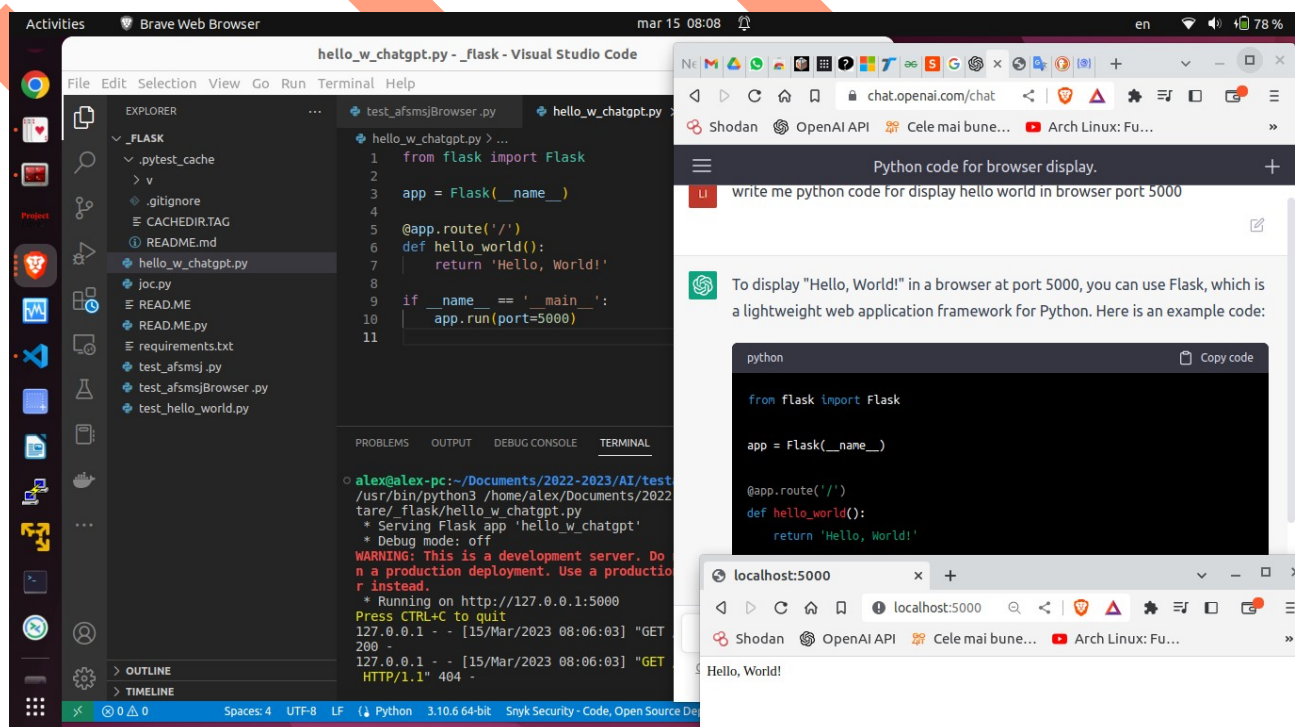 Activities
Brave Web Browser
mar 15 08:08
en
78 %
hello_w_chatgpt.py - _flask - Visual Studio Code
File Edit Selection View Go Run Terminal Help
EXPLORER
···
_FLASK
.pytest_cache
v
.gitignore
CACHEDIR.TAG
README.md
hello_w_chatgpt.py
joc.py
READ.ME
READ.ME.py
requirements.txt
test_afsmsj.py
test_afsmsjBrowser.py
test_hello_world.py
OUTLINE
TIMELINE
Project
test_afsmsjBrowser.py
hello_w_chatgpt.py
hello_w_chatgpt.py > ...
1 from flask import Flask
2
3 app = Flask(__name__)
4
5 @app.route('/')
6 def hello_world():
7 return 'Hello, World!'
8
9 if __name__ == '__main__':
10 app.run(port=5000)
11
PROBLEMS OUTPUT DEBUG CONSOLE TERMINAL
alex@alex-pc:~/Documents/2022-2023/AI/test
/usr/bin/python3 /home/alex/Documents/2022
tare/_flask/hello_w_chatgpt.py
* Serving Flask app 'hello_w_chatgpt'
* Debug mode: off
WARNING: This is a development server. Do
n a production deployment. Use a productio
r instead.
* Running on http://127.0.0.1:5000
Press CTRL+C to quit
127.0.0.1 - - [15/Mar/2023 08:06:03] "GET
200 -
127.0.0.1 - - [15/Mar/2023 08:06:03] "GET
HTTP/1.1" 404 -
0 0 Spaces: 4 UTF-8 LF Python 3.10.6 64-bit Snyk Security - Code, Open Source De
Ne
chat.openai.com/chat
Shodan OpenAI API Cele mai bune... Arch Linux: Fu... »
Python code for browser display.
LI
write me python code for display hello world in browser port 5000
To display "Hello, World!" in a browser at port 5000, you can use Flask, which is
a lightweight web application framework for Python. Here is an example code:
python
Copy code
from flask import Flask
app = Flask(__name__)
@app.route('/')
def hello_world():
return 'Hello, World!'
localhost:5000
localhost:5000
Shodan OpenAI API Cele mai bune... Arch Linux: Fu... »
Hello, World!